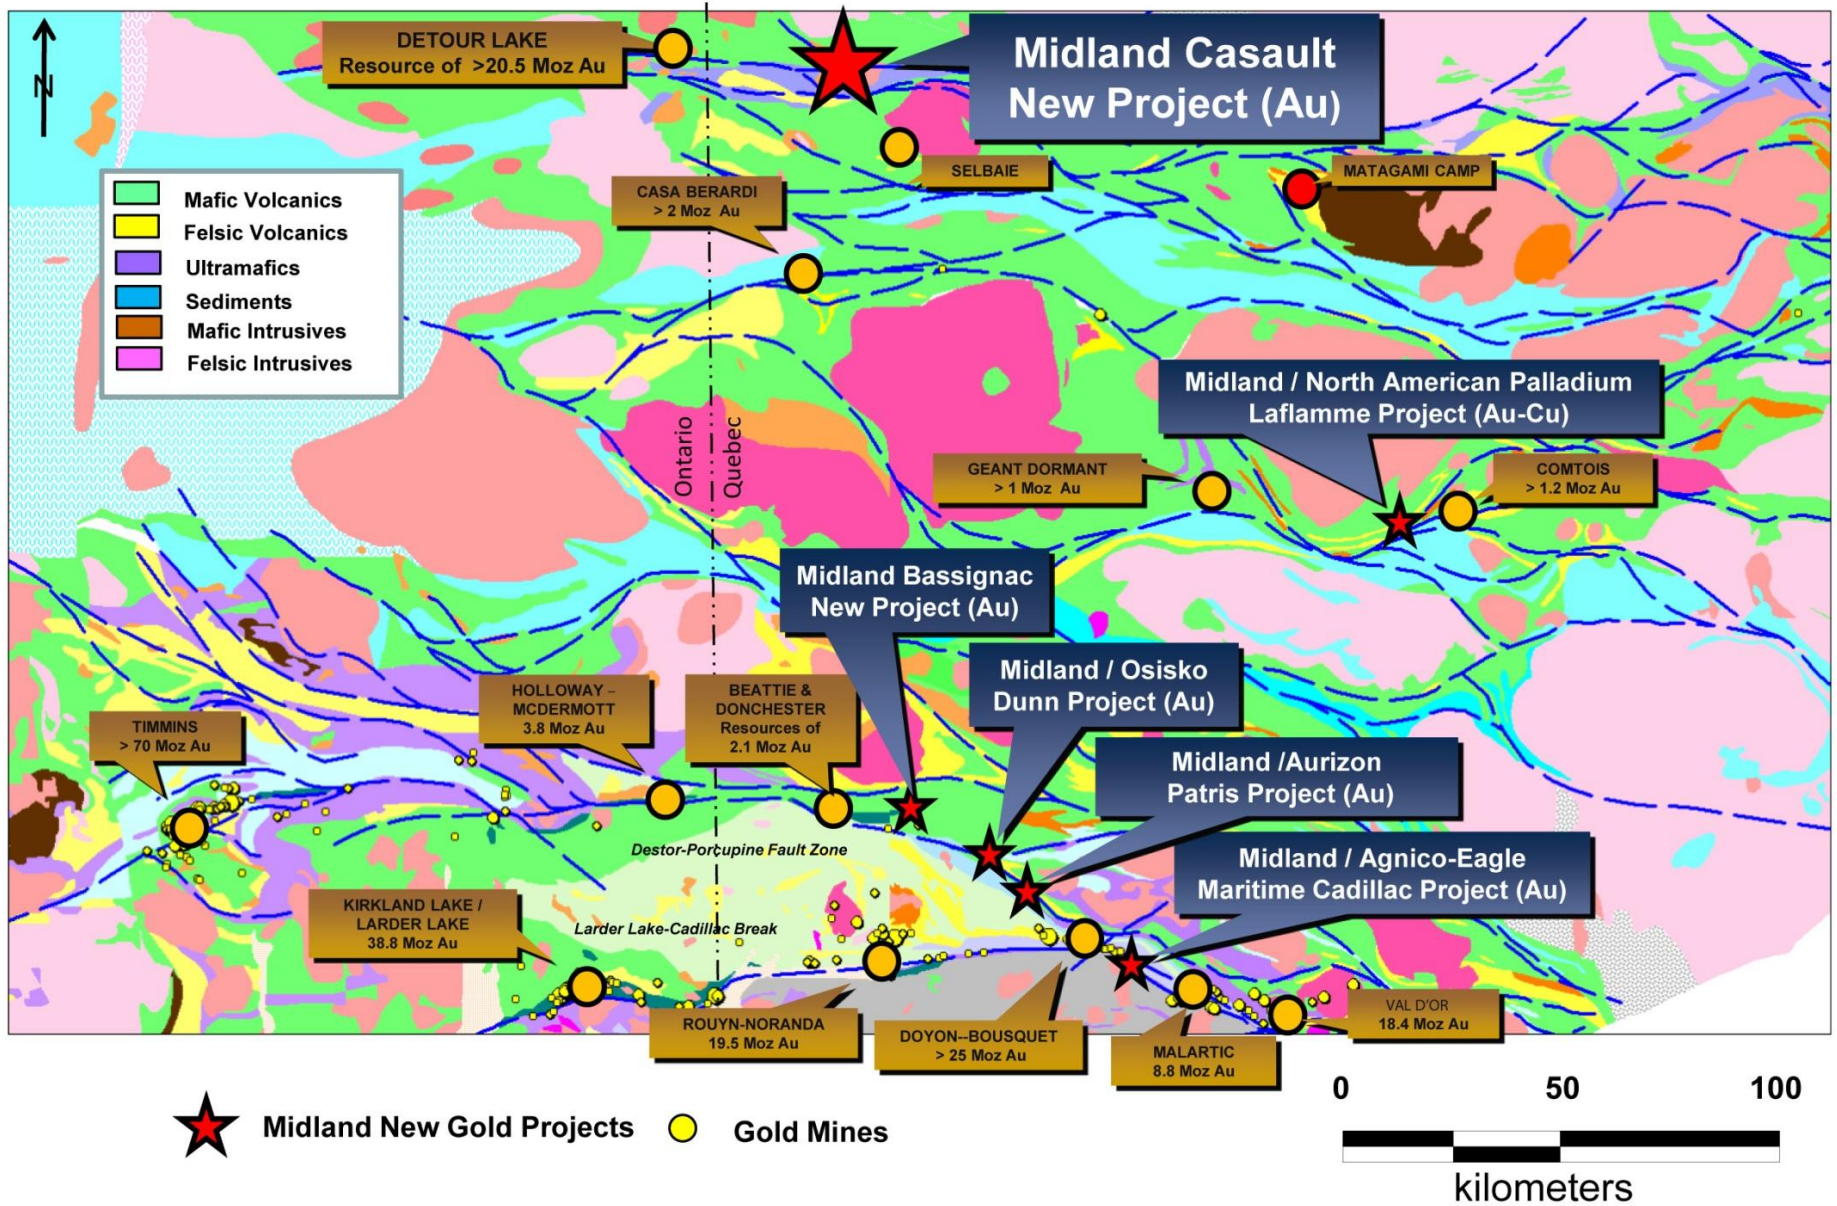 DETOUR LAKE
Resource of >20.5 Moz Au
Midland Casault
New Project (Au)
N
SELBAIE
MATAGAMI CAMP
CASA BERARDI
> 2 Moz Au
Mafic Volcanics
Felsic Volcanics
Ultramafics
Sediments
Mafic Intrusives
Felsic Intrusives
Midland / North American Palladium
Laflamme Project (Au-Cu)
Ontario
Quebec
GEANT DORMANT
> 1 Moz Au
COMTOIS
> 1.2 Moz Au
Midland Bassignac
New Project (Au)
Midland / Osisko
Dunn Project (Au)
HOLLOWAY –
MCDERMOTT
3.8 Moz Au
BEATTIE &
DONCHESTER
Resources of
2.1 Moz Au
TIMMINS
> 70 Moz Au
Midland /Aurizon
Patris Project (Au)
Destor-Porcupine Fault Zone
Midland / Agnico-Eagle
Maritime Cadillac Project (Au)
KIRKLAND LAKE /
LARDER LAKE
38.8 Moz Au
Larder Lake-Cadillac Break
ROUYN-NORANDA
19.5 Moz Au
DOYON--BOUSQUET
> 25 Moz Au
MALARTIC
8.8 Moz Au
VAL D'OR
18.4 Moz Au
Midland New Gold Projects
Gold Mines
0 50 100
kilometers